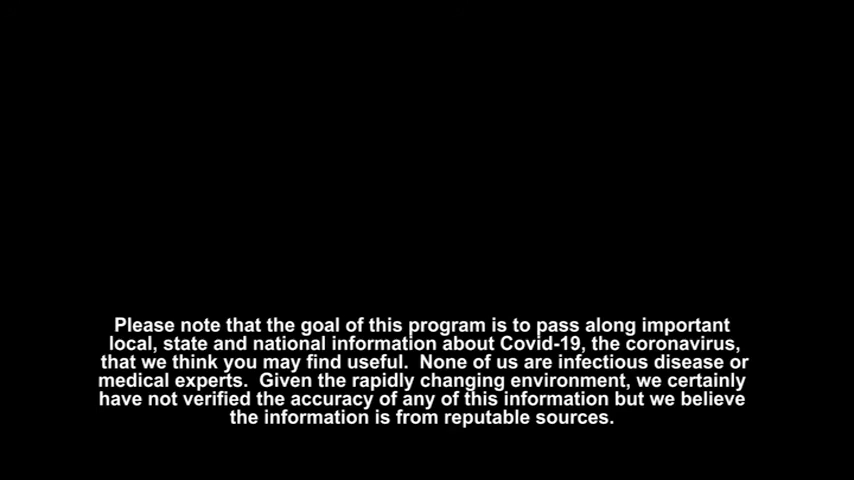 Please note that the goal of this program is to pass along important
local, state and national information about Covid-19, the coronavirus,
that we think you may find useful.  None of us are infectious disease or
medical experts.  Given the rapidly changing environment, we certainly
have not verified the accuracy of any of this information but we believe
the information is from reputable sources.